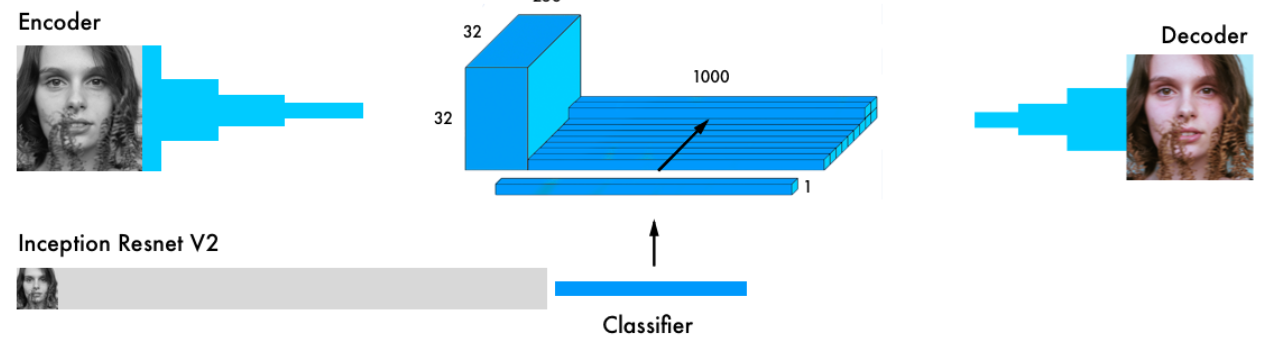 Encoder
32
Decoder
1000
32
1
Inception Resnet V2
Classifier